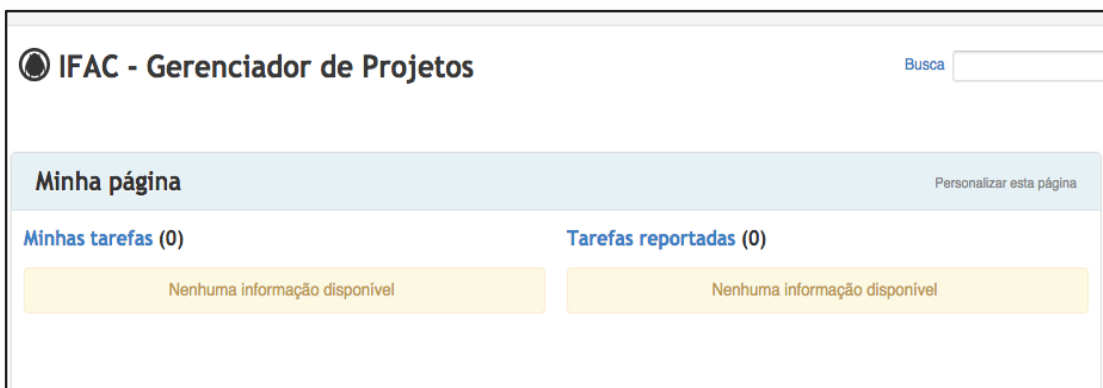 IFAC - Gerenciador de Projetos
Busca
Minha página
Personalizar esta página
Minhas tarefas (0)
Tarefas reportadas (0)
Nenhuma informação disponível
Nenhuma informação disponível